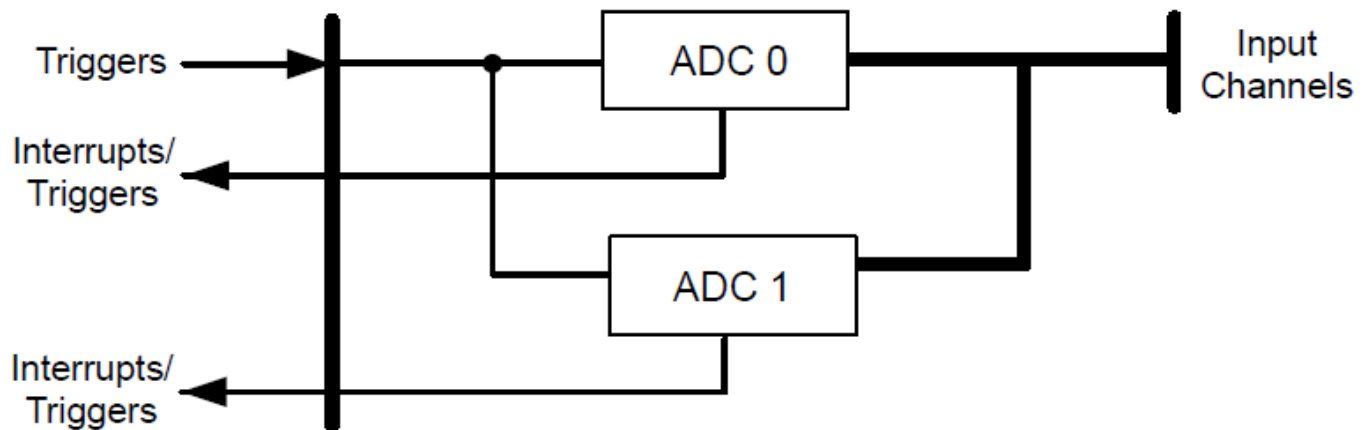 Triggers
ADC 0
Input
Channels
Interrupts/
Triggers
ADC 1
Interrupts/
Triggers